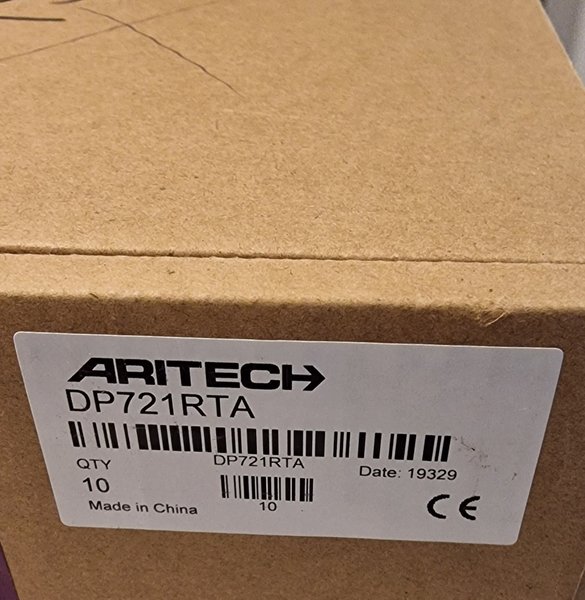 ARITECH
DP721RTA
DP721RTA
QTY
Date: 19329
10
10
Made in China
CE